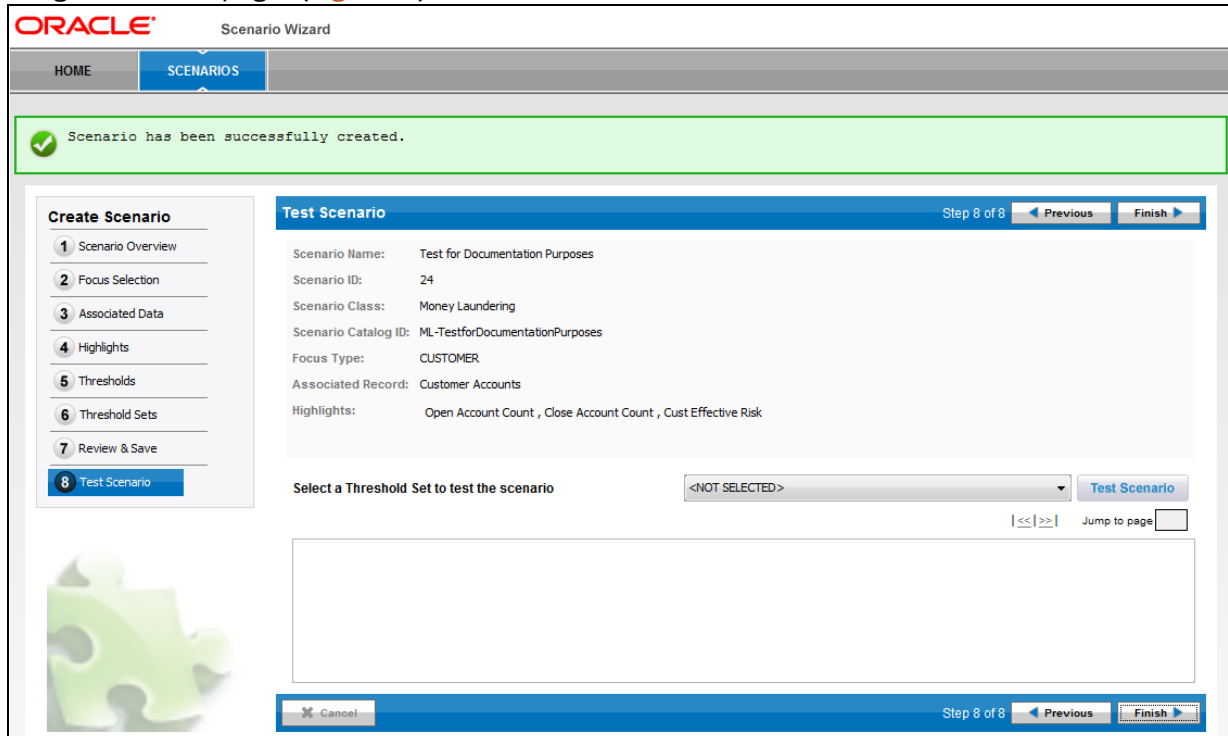 ORACLE Scenario Wizard
HOME SCENARIOS
Scenario has been successfully created.
Create Scenario
1 Scenario Overview
2 Focus Selection
3 Associated Data
4 Highlights
5 Thresholds
6 Threshold Sets
7 Review & Save
8 Test Scenario
Test Scenario Step 8 of 8 Previous Finish
Scenario Name: Test for Documentation Purposes
Scenario ID: 24
Scenario Class: Money Laundering
Scenario Catalog ID: ML-TestforDocumentationPurposes
Focus Type: CUSTOMER
Associated Record: Customer Accounts
Highlights: Open Account Count , Close Account Count , Cust Effective Risk
Select a Threshold Set to test the scenario <NOT SELECTED> Test Scenario
|<<|>>| Jump to page
Cancel Step 8 of 8 Previous Finish